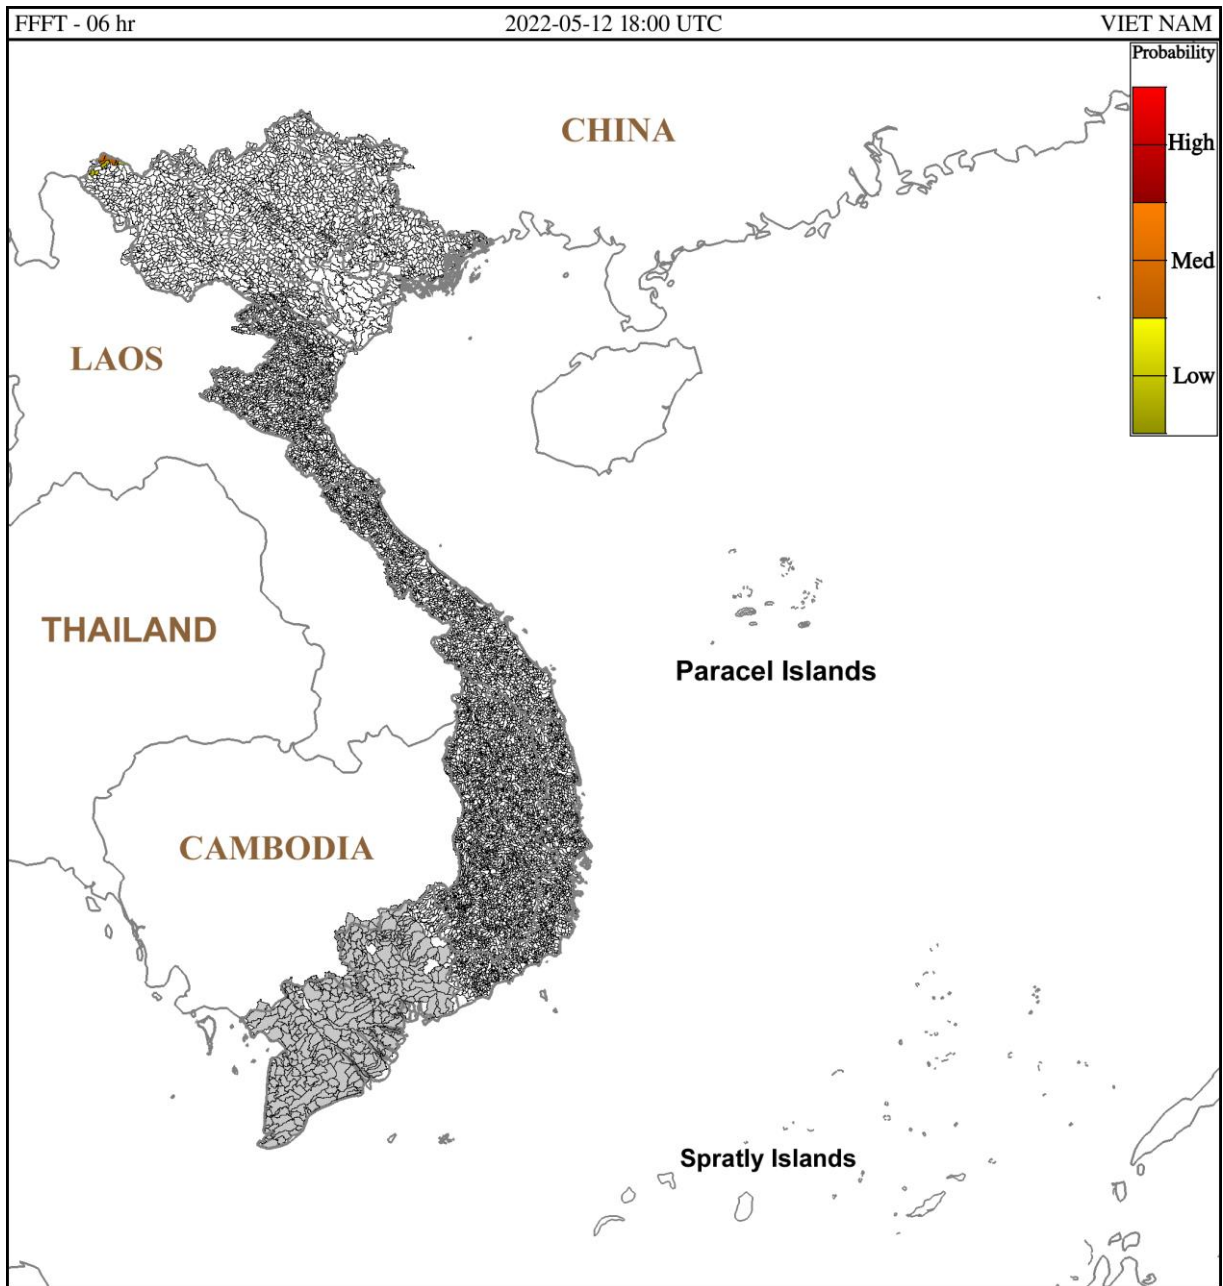 FFFT - 06 hr 2022-05-12 18:00 UTC VIET NAM
Probability
CHINA
High
Med
LAOS
Low
THAILAND
Paracel Islands
CAMBODIA
Spratly Islands